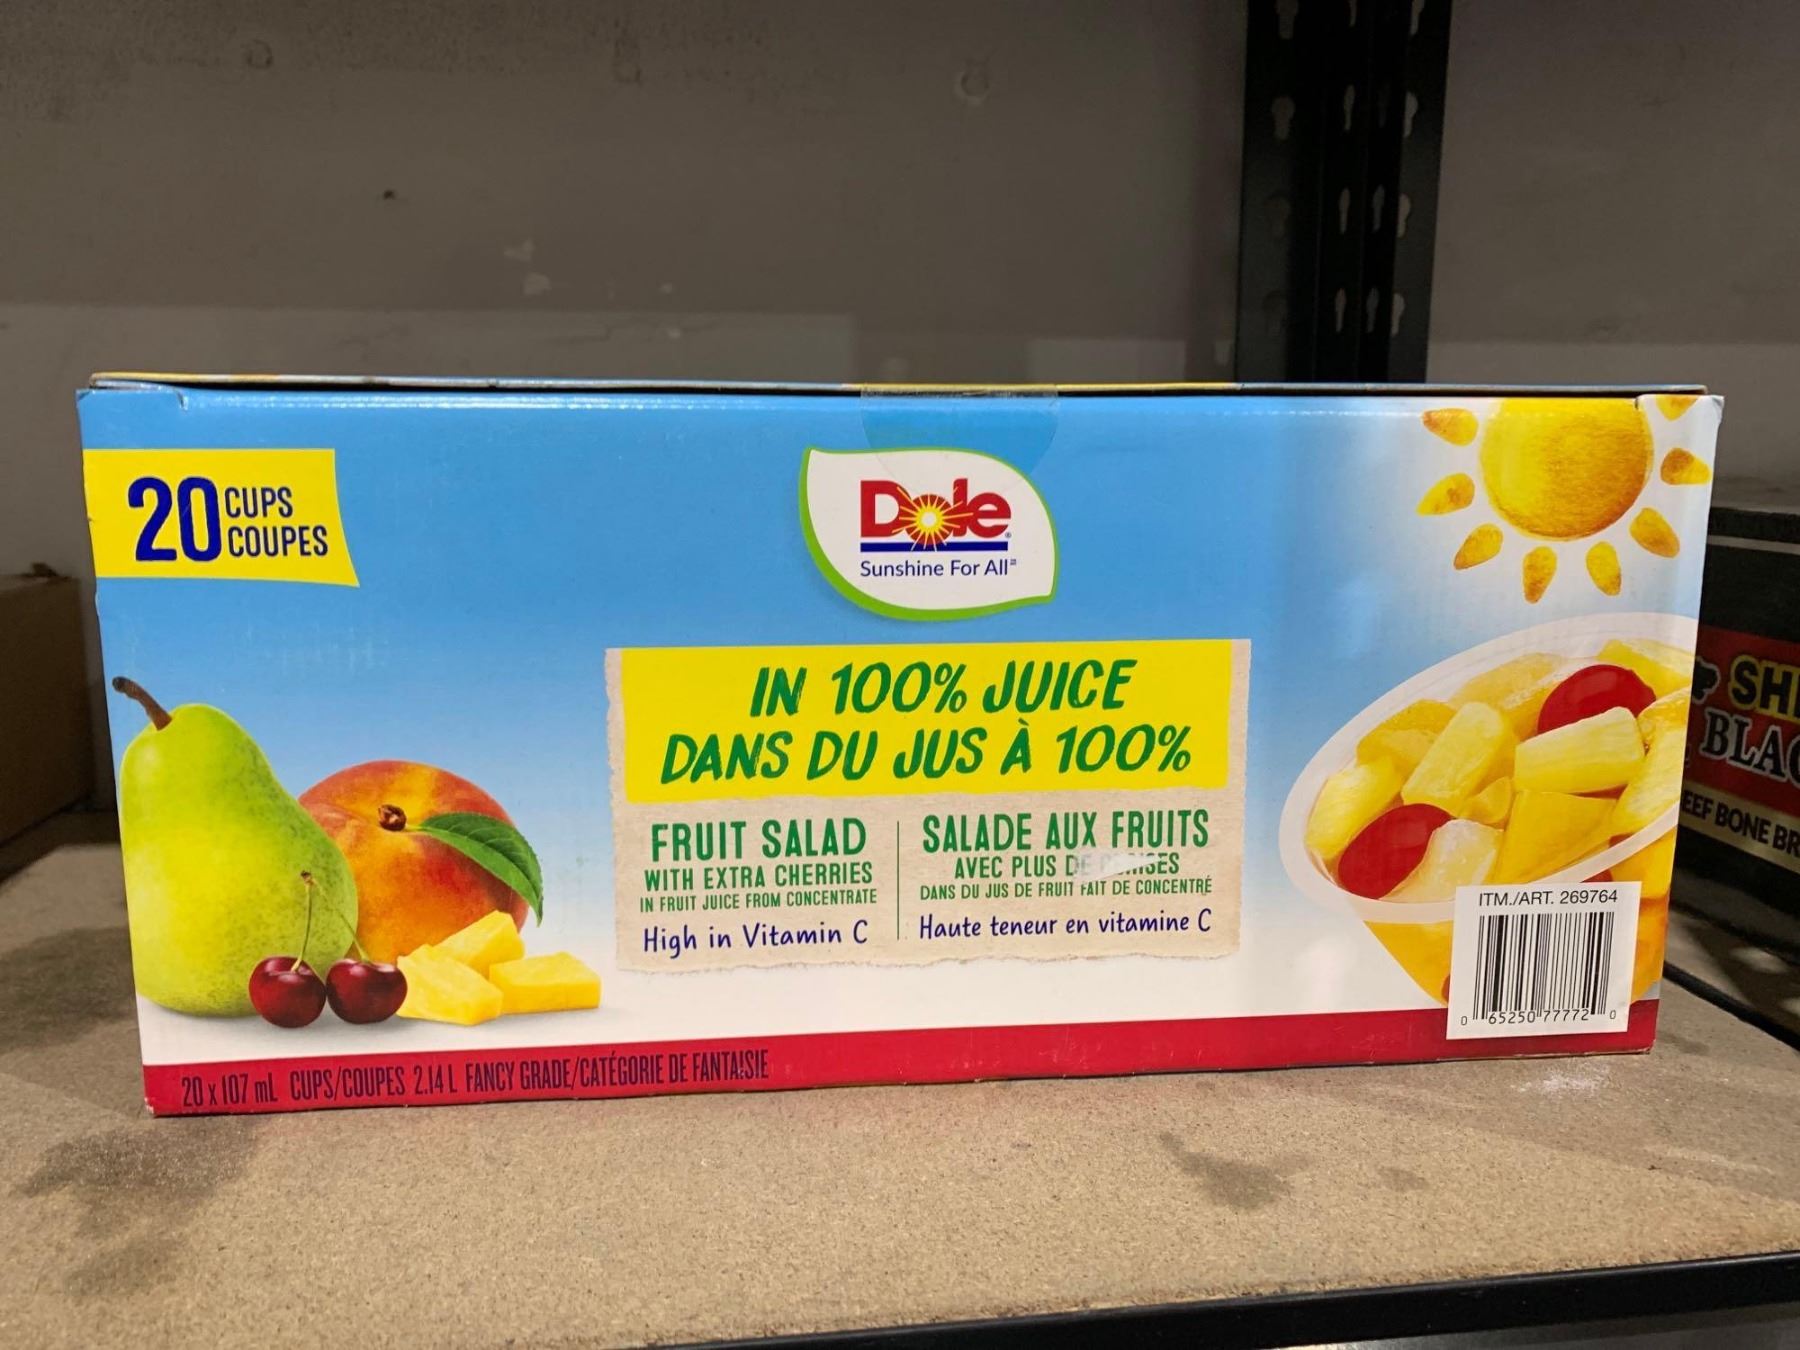 20 CUPS
COUPES
Dole
Sunshine For All
IN 100% JUICE
DANS DU JUS À 100%
FRUIT SALAD
WITH EXTRA CHERRIES
IN FRUIT JUICE FROM CONCENTRATE
High in Vitamin C
SALADE AUX FRUITS
AVEC PLUS DE
DANS DU JUS DE FRUIT FAIT DE CONCENTRÉ
Haute teneur en vitamine C
ITM./ART. 269764
0 65250 77772 0
20 x 107 mL CUPS/COUPES 2.14 L FANCY GRADE/CATÉGORIE DE FANTAISIE
BONE